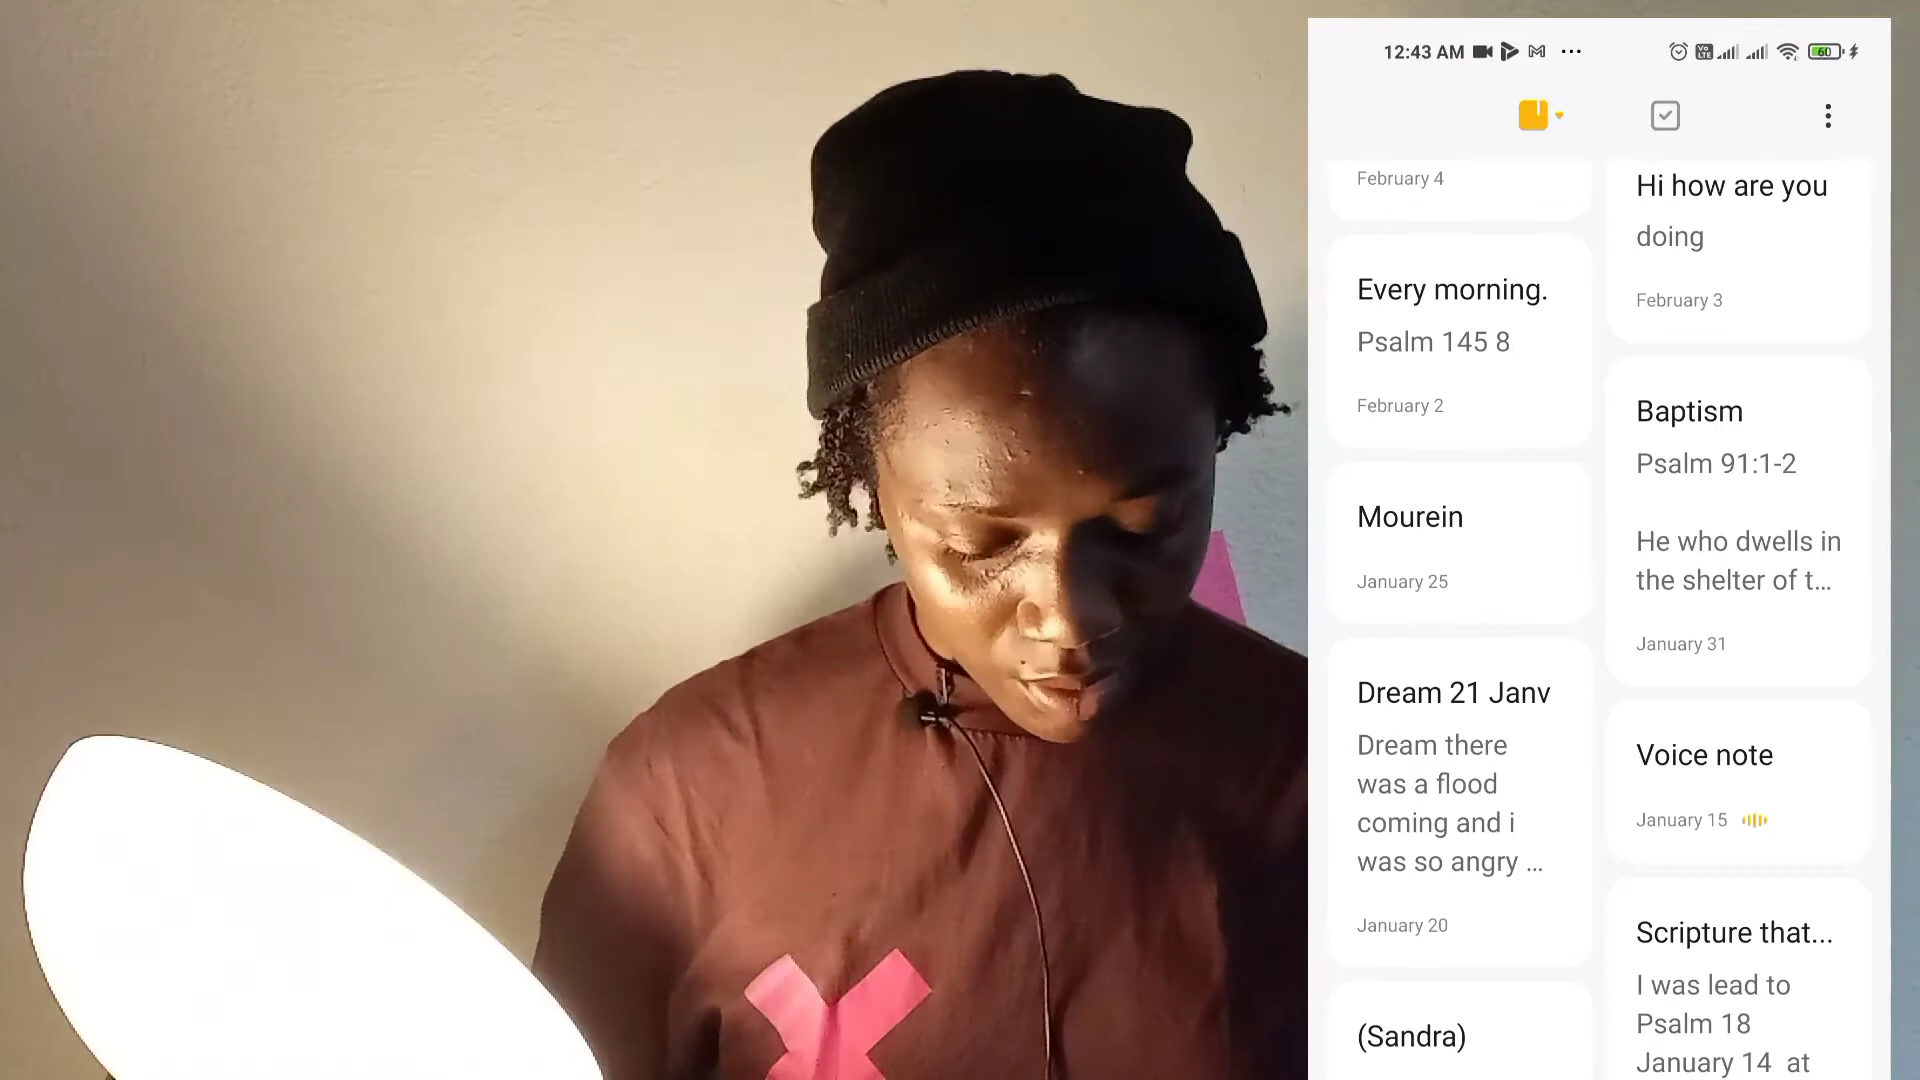 12:43 AM
60
February 4
Every morning.
Psalm 145 8
February 2
Mourein
January 25
Dream 21 Janv
Dream there
was a flood
coming and i
was so angry ...
January 20
(Sandra)
Hi how are you
doing
February 3
Baptism
Psalm 91:1-2
He who dwells in
the shelter of t...
January 31
Voice note
January 15
Scripture that...
I was lead to
Psalm 18
January 14 at